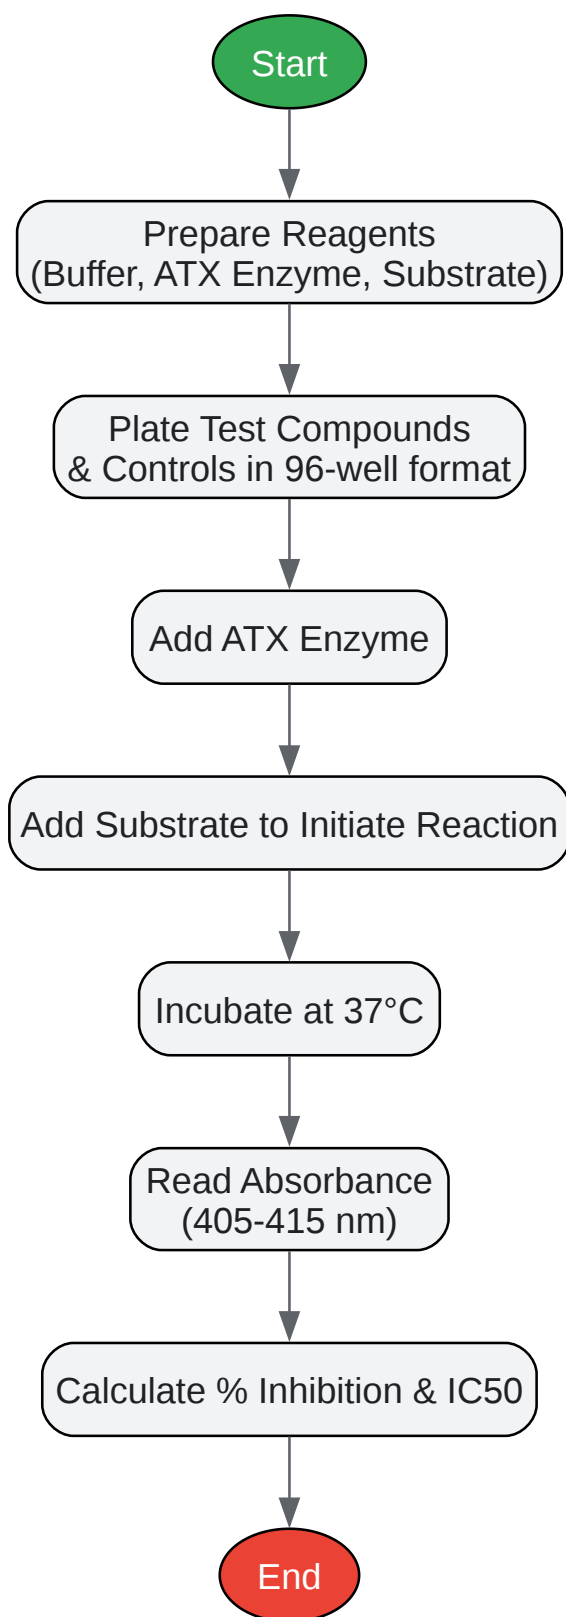 Start
Prepare Reagents
(Buffer, ATX Enzyme, Substrate)
Plate Test Compounds
& Controls in 96-well format
Add ATX Enzyme
Add Substrate to Initiate Reaction
Incubate at 37°C
Read Absorbance
(405-415 nm)
Calculate % Inhibition & IC50
End